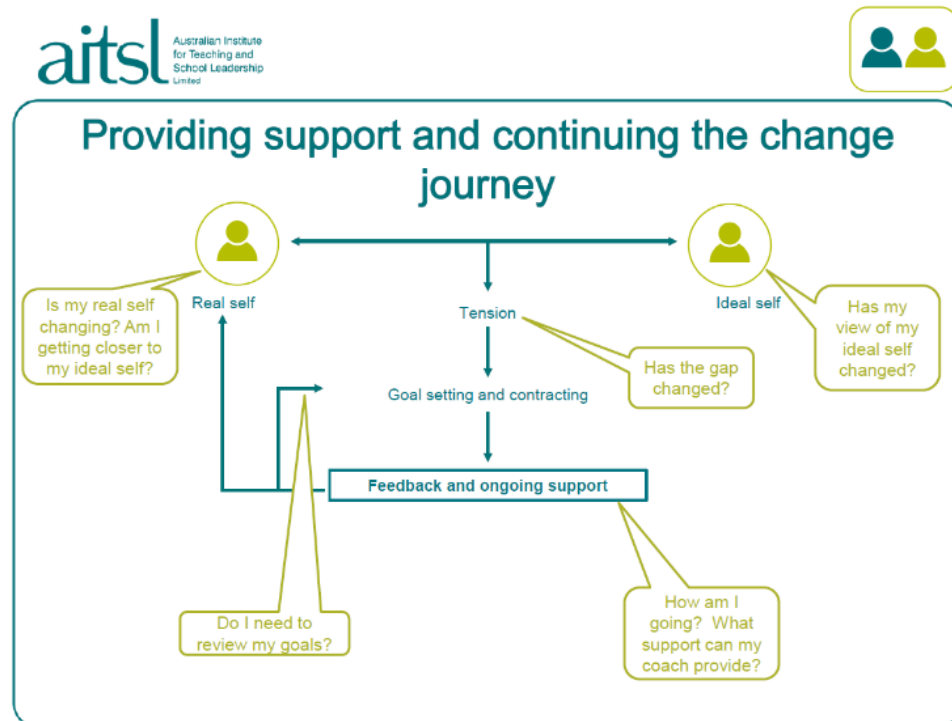 aitsl
Australian Institute
for Teaching and
School Leadership
Limited
Providing support and continuing the change
journey
Real self
Ideal self
Is my real self
changing? Am I
getting closer to
my ideal self?
Tension
Has my
view of my
ideal self
changed?
Has the gap
changed?
Goal setting and contracting
Feedback and ongoing support
Do I need to
review my goals?
How am I
going? What
support can my
coach provide?